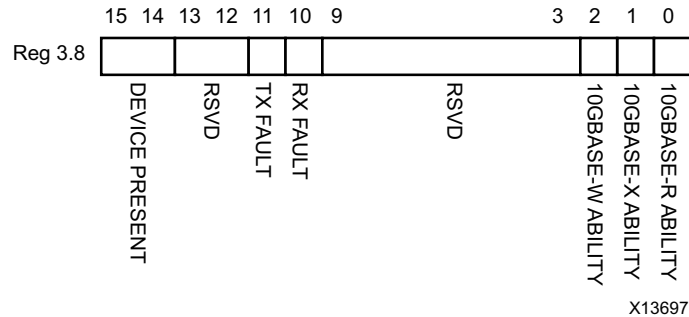 15 14 13 12 11 10 9 3 2 1 0
Reg 3.8
DEVICE PRESENT
RSVD
TX FAULT
RX FAULT
RSVD
10GBASE-W ABILITY
10GBASE-X ABILITY
10GBASE-R ABILITY
X13697